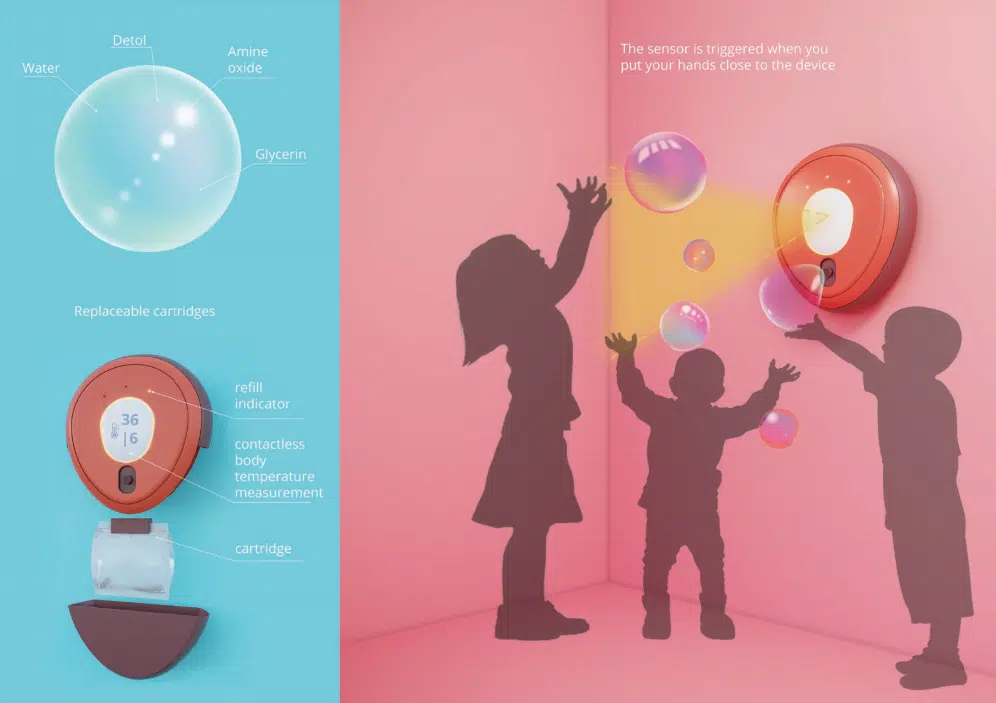 Detol
Amine
oxide
Water
Glycerin
Replaceable cartridges
refill
indicator
36
|6
contactless
body
temperature
measurement
cartridge
The sensor is triggered when you
put your hands close to the device